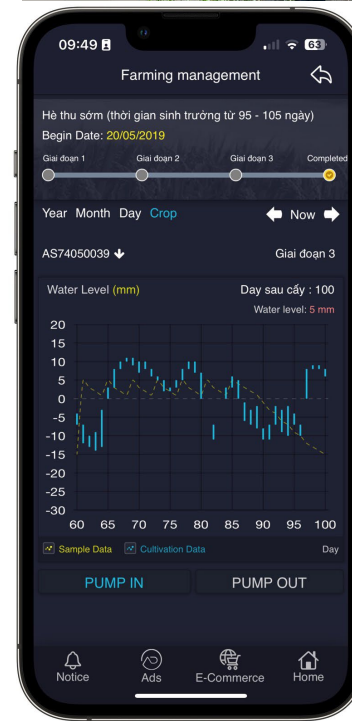 09:49
63
Farming management
Hè thu sớm (thời gian sinh trưởng từ 95 - 105 ngày)
Begin Date: 20/05/2019
Giai đoạn 1 Giai đoạn 2 Giai đoạn 3 Completed
Year Month Day Crop Now
AS74050039 Giai đoạn 3
Water Level (mm) Day sau cấy : 100
Water level: 5 mm
20
15
10
5
0
-5
-10
-15
-20
-25
-30
60 65 70 75 80 85 90 95 100
Sample Data Cultivation Data Day
PUMP IN PUMP OUT
Notice Ads E-Commerce Home